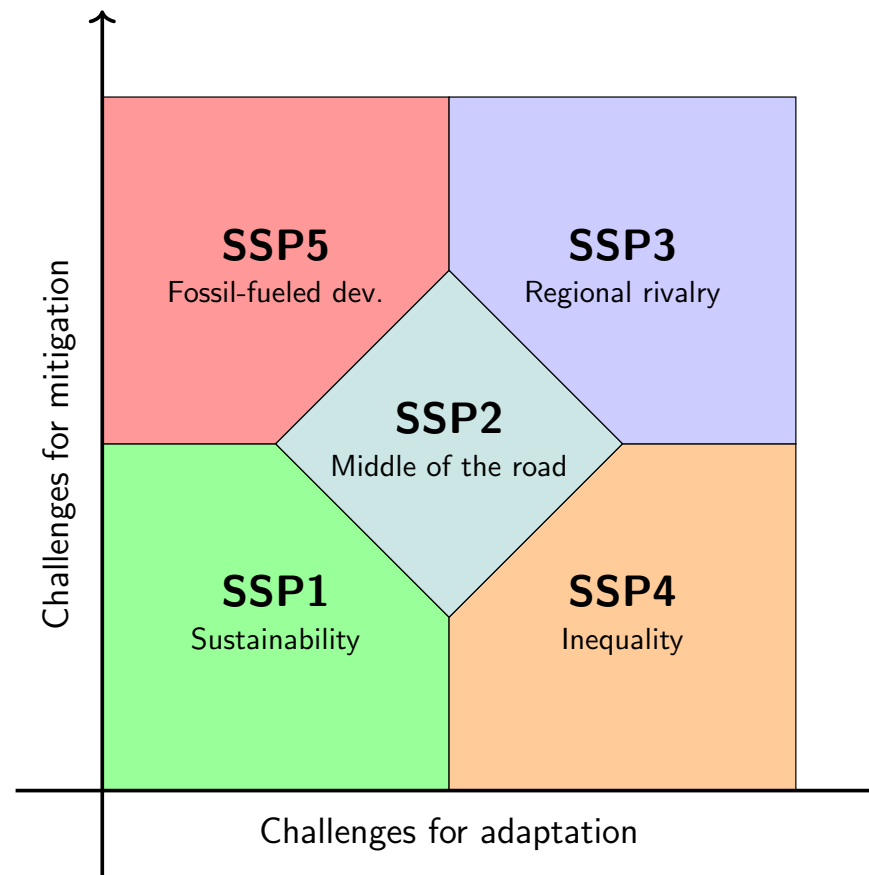 SSP5
Fossil-fueled dev.
SSP3
Regional rivalry
SSP2
Middle of the road
SSP1
Sustainability
SSP4
Inequality
Challenges for mitigation
Challenges for adaptation